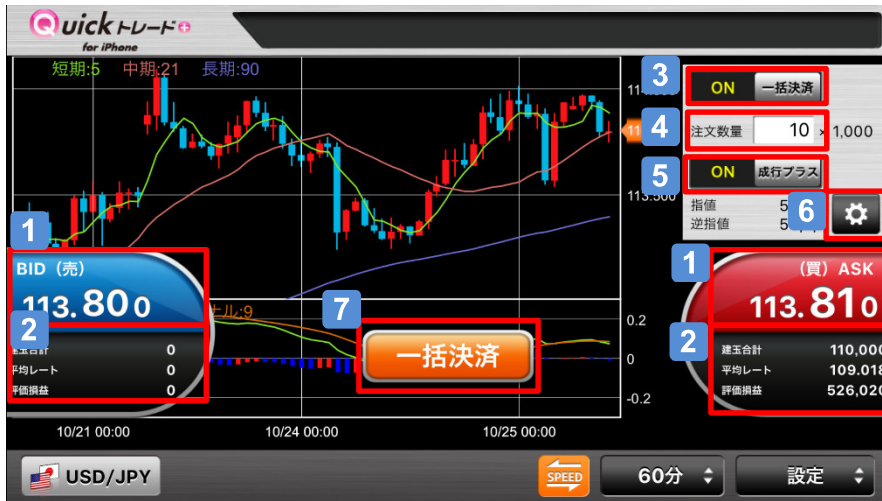 Quickトレード+
for iPhone
短期:5 中期:21 長期:90
3
ON 一括決済
4
注文数量 10 × 1,000
5
ON 成行プラス
113.500
指値 5
逆指値 5
6
1
BID（売）
113.800
2
建玉合計 0
平均レート 0
評価損益 0
ナル:9
7
一括決済
0.2
0
-0.2
1
（買）ASK
113.810
2
建玉合計 110,000
平均レート 109.018
評価損益 526,020
10/21 00:00 10/24 00:00 10/25 00:00
USD/JPY
SPEED
60分
設定